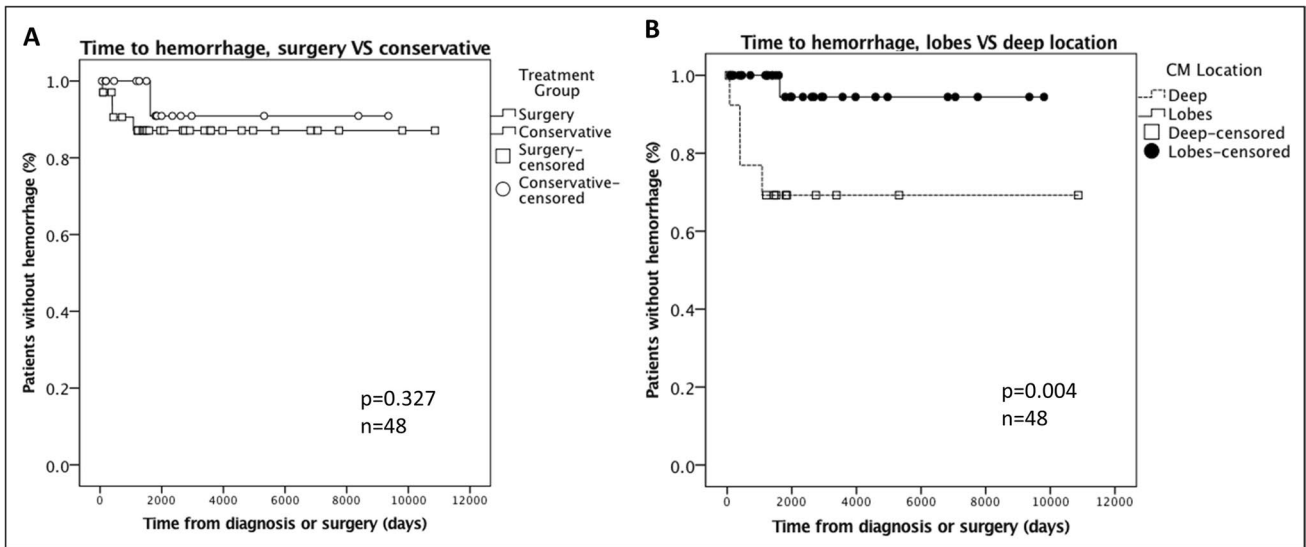 A
Time to hemorrhage, surgery VS conservative
Patients without hemorrhage (%)
1.0
0.8
0.6
0.4
0.2
0.0
p=0.327
n=48
0 2000 4000 6000 8000 10000 12000
Time from diagnosis or surgery (days)
Treatment
Group
Surgery
Conservative
Surgery-
censored
Conservative-
censored
B
Time to hemorrhage, lobes VS deep location
Patients without hemorrhage (%)
1.0
0.8
0.6
0.4
0.2
0.0
p=0.004
n=48
0 2000 4000 6000 8000 10000 12000
Time from diagnosis or surgery (days)
CM Location
Deep
Lobes
Deep-censored
Lobes-censored